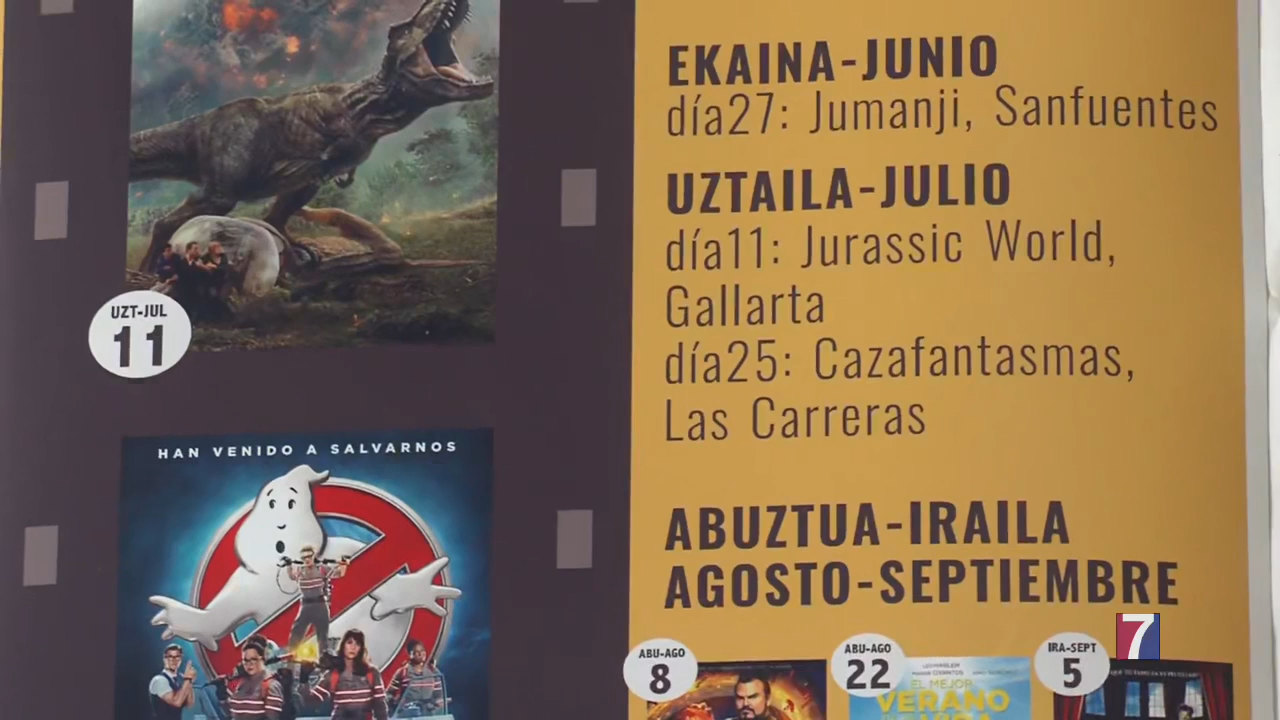 EKAINA-JUNIO
día27: Jumanji, Sanfuentes
UZTAILA-JULIO
día11: Jurassic World,
Gallarta
día25: Cazafantasmas,
Las Carreras
ABUZTUA-IRAILA
AGOSTO-SEPTIEMBRE
UZT-JUL
11
HAN VENIDO A SALVARNOS
ABU-AGO
8
ABU-AGO
22
EL MEJOR
VERANO
IRA-SEPT
5
7